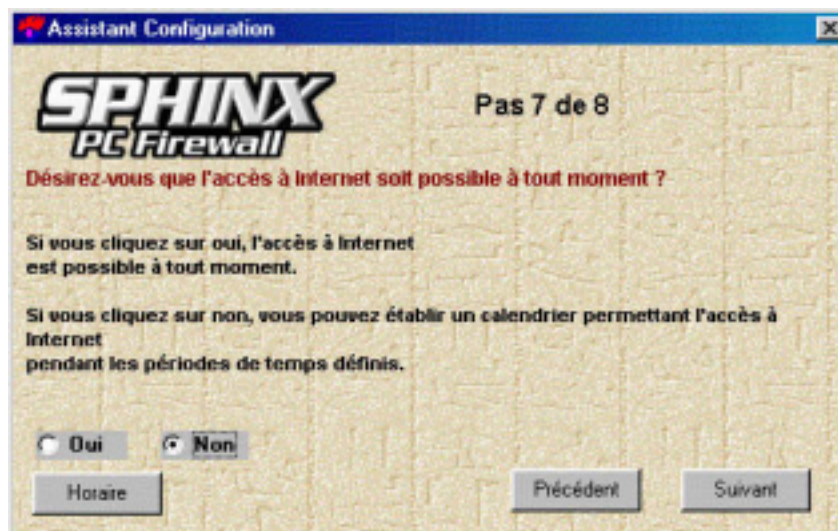 Assistant Configuration
SPHINX
PC Firewall
Pas 7 de 8
Désirez-vous que l'accès à Internet soit possible à tout moment ?
Si vous cliquez sur oui, l'accès à Internet
est possible à tout moment.
Si vous cliquez sur non, vous pouvez établir un calendrier permettant l'accès à
Internet
pendant les périodes de temps définis.
Oui Non
Horaire Précédent Suivant